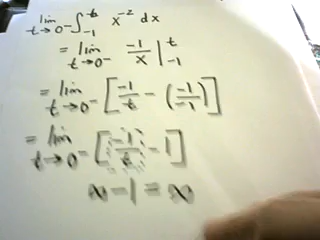 lim t→0⁻ ∫₋₁ᵗ x⁻² dx
= lim t→0⁻ -1/x |₋₁ᵗ
= lim t→0⁻ [-1/t - (-1/-1)]
= lim t→0⁻ [-1/t - 1]
∞ - 1 = ∞